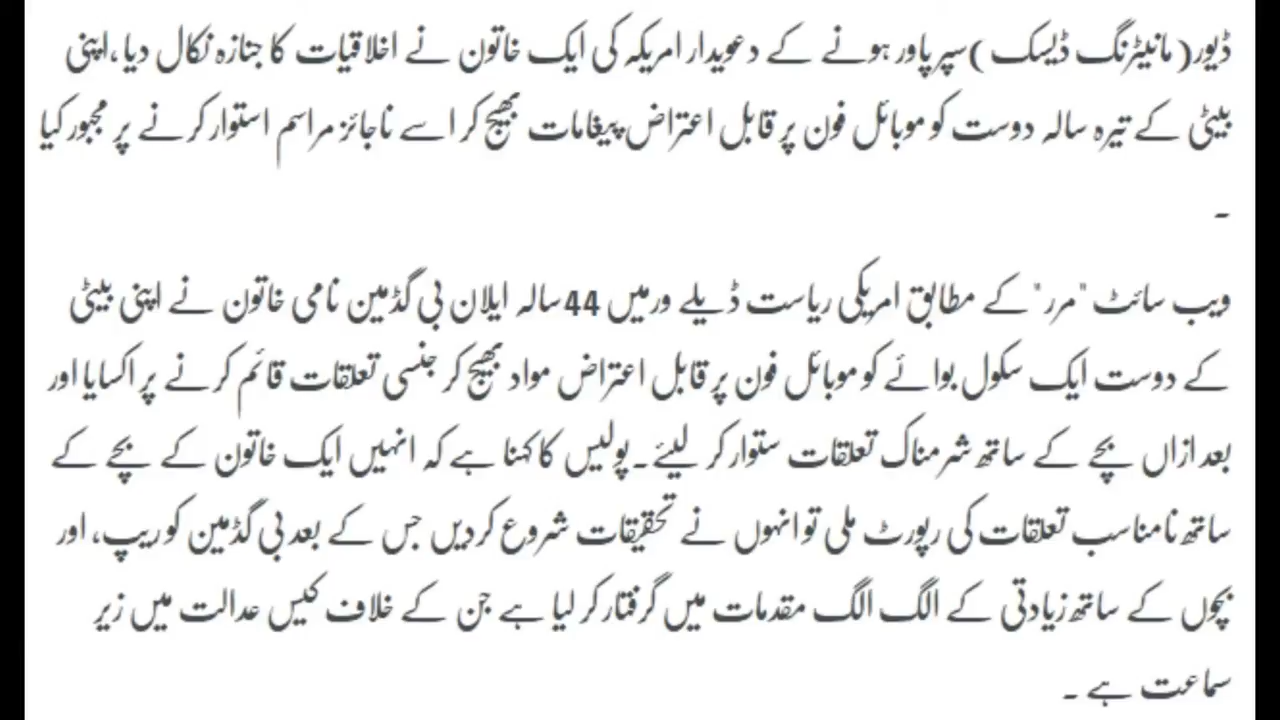 ڈیور(مانیٹرنگ ڈیسک )سپر پاور ہونے کے دعویدار امریکہ کی ایک خاتون نے اخلاقیات کا جنازہ نکال دیا ،اپنی
بیٹی کے تیرہ سالہ دوست کو موبائل فون پر قابل اعتراض پیغامات بھیج کر اسے ناجائز مراسم استوار کرنے پر مجبور کیا
۔
ویب سائٹ "مرر" کے مطابق امریکی ریاست ڈیلے ورمیں 44سالہ ایلان بی گڈمین نامی خاتون نے اپنی بیٹی
کے دوست ایک سکول بوائے کو موبائل فون پر قابل اعتراض مواد بھیج کر جنسی تعلقات قائم کرنے پر اکسایا اور
بعد ازاں بچے کے ساتھ شرمناک تعلقات ستوار کر لیئے۔پولیس کا کہنا ہے کہ انہیں ایک خاتون کے بچے کے
ساتھ نامناسب تعلقات کی رپورٹ ملی تو انہوں نے تحقیقات شروع کردیں جس کے بعد بی گڈمین کو ریپ، اور
بچوں کے ساتھ زیادتی کے الگ الگ مقدمات میں گرفتار کر لیا ہے جن کے خلاف کیس عدالت میں زیر
سماعت ہے ۔